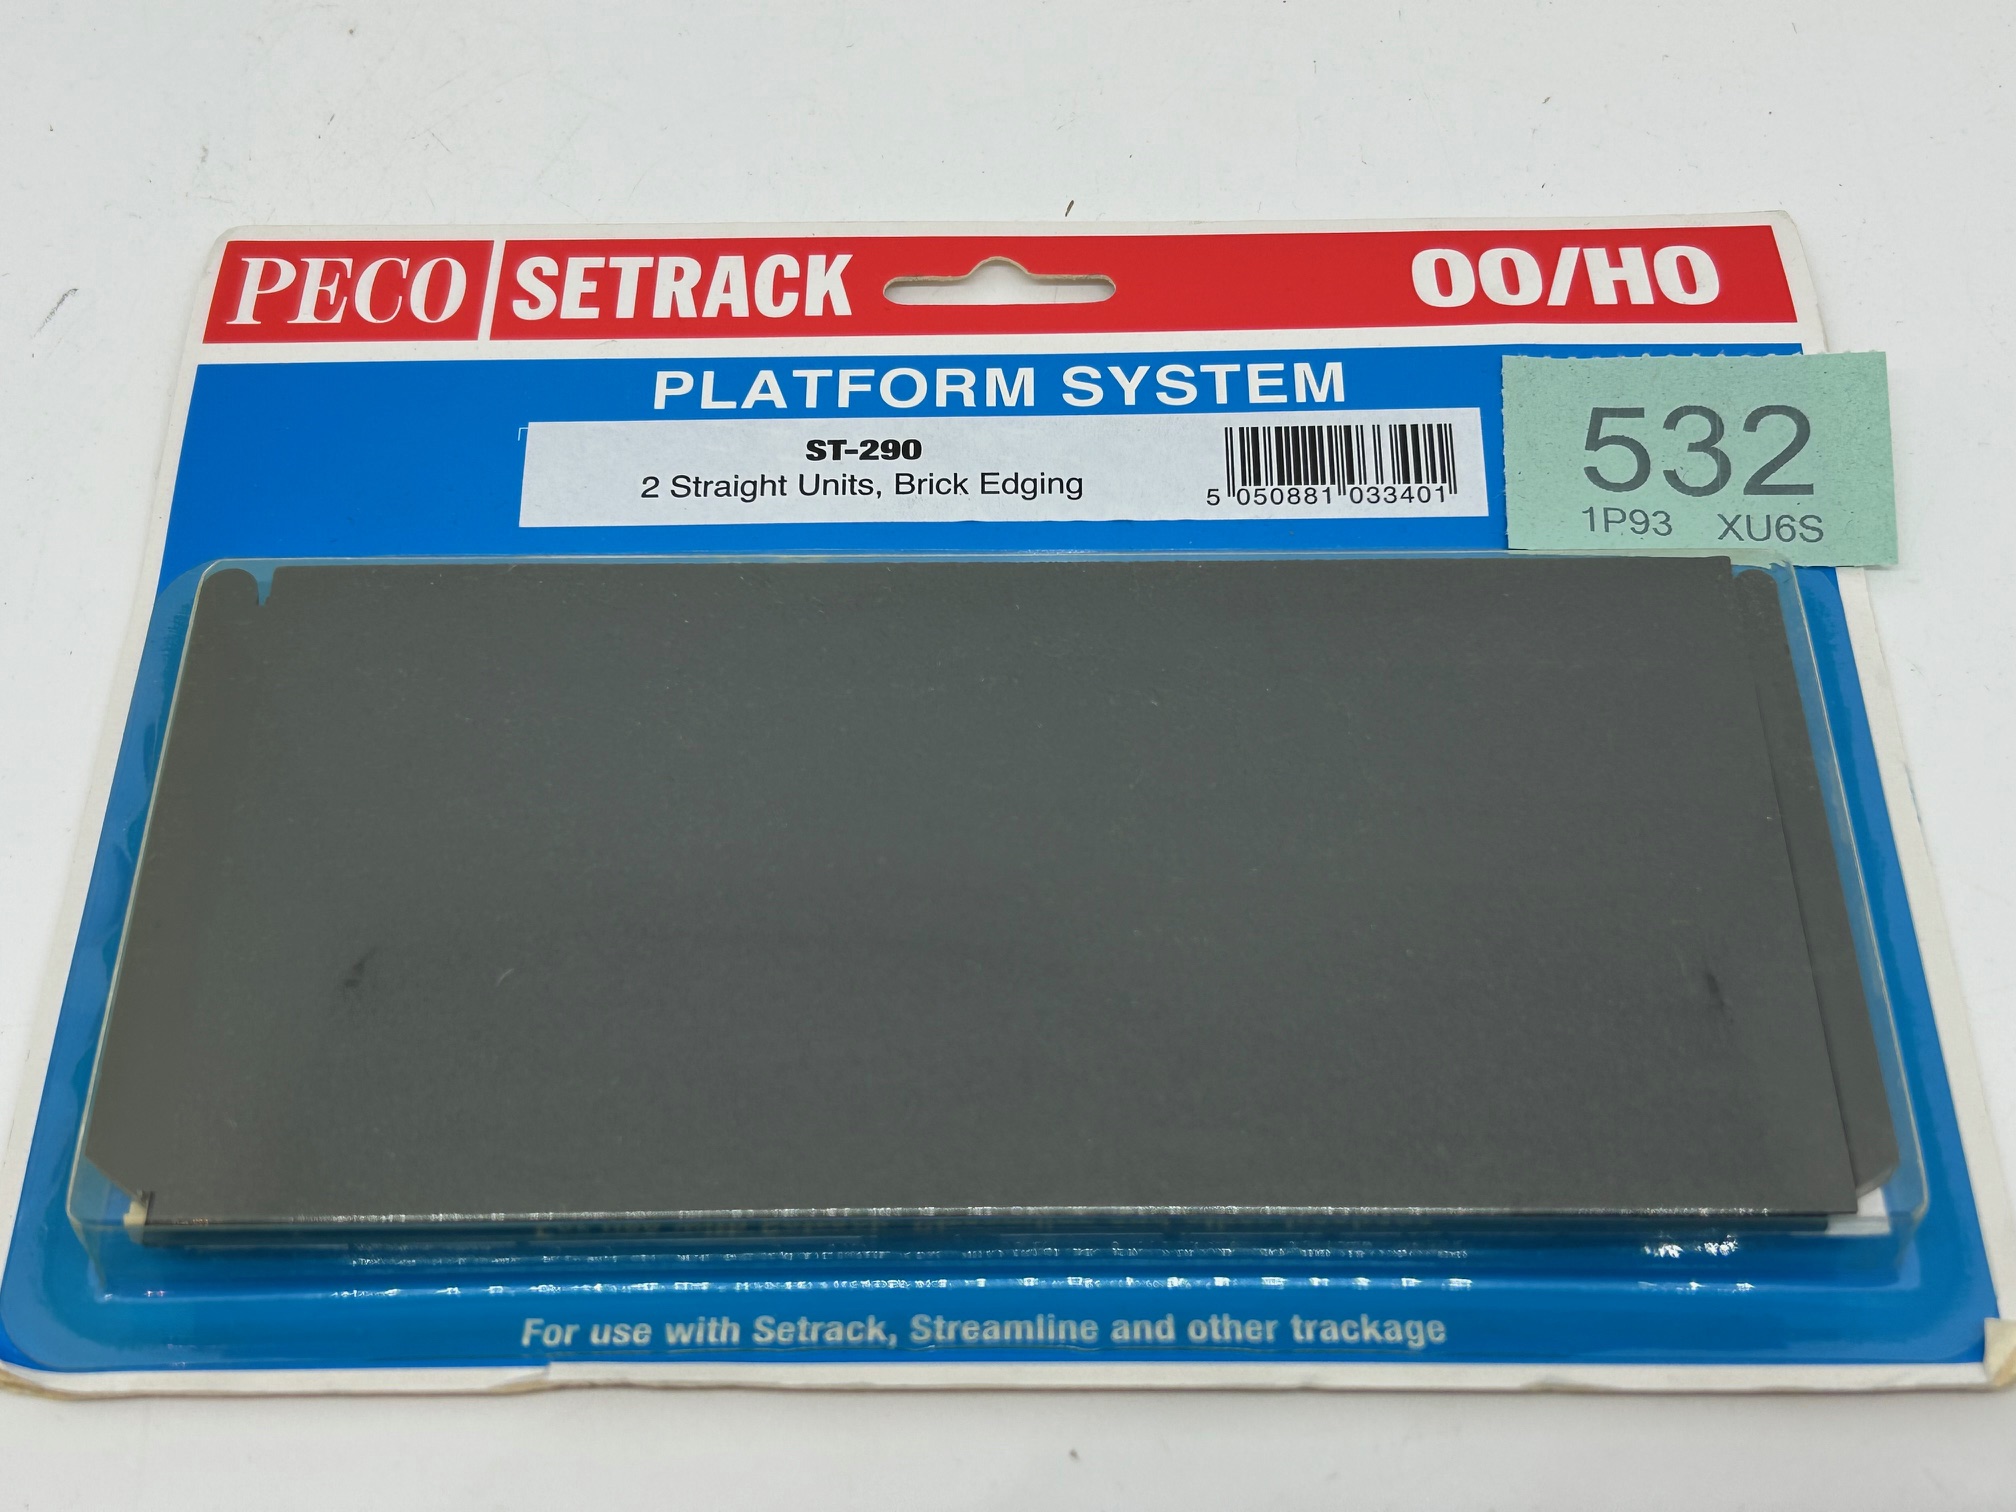 PECO SETRACK OO/HO
PLATFORM SYSTEM
ST-290
2 Straight Units, Brick Edging
5 050881 033401
532
1P93 XU6S
For use with Setrack, Streamline and other trackage